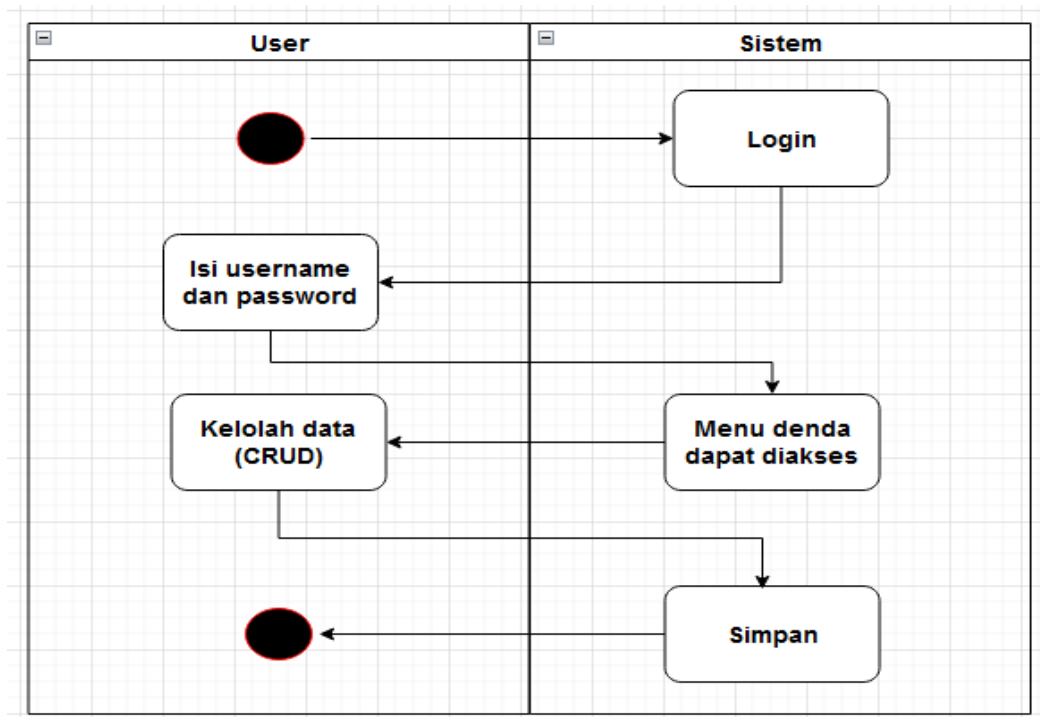 User
Sistem
Login
Isi username
dan password
Kelolah data
(CRUD)
Menu denda
dapat diakses
Simpan